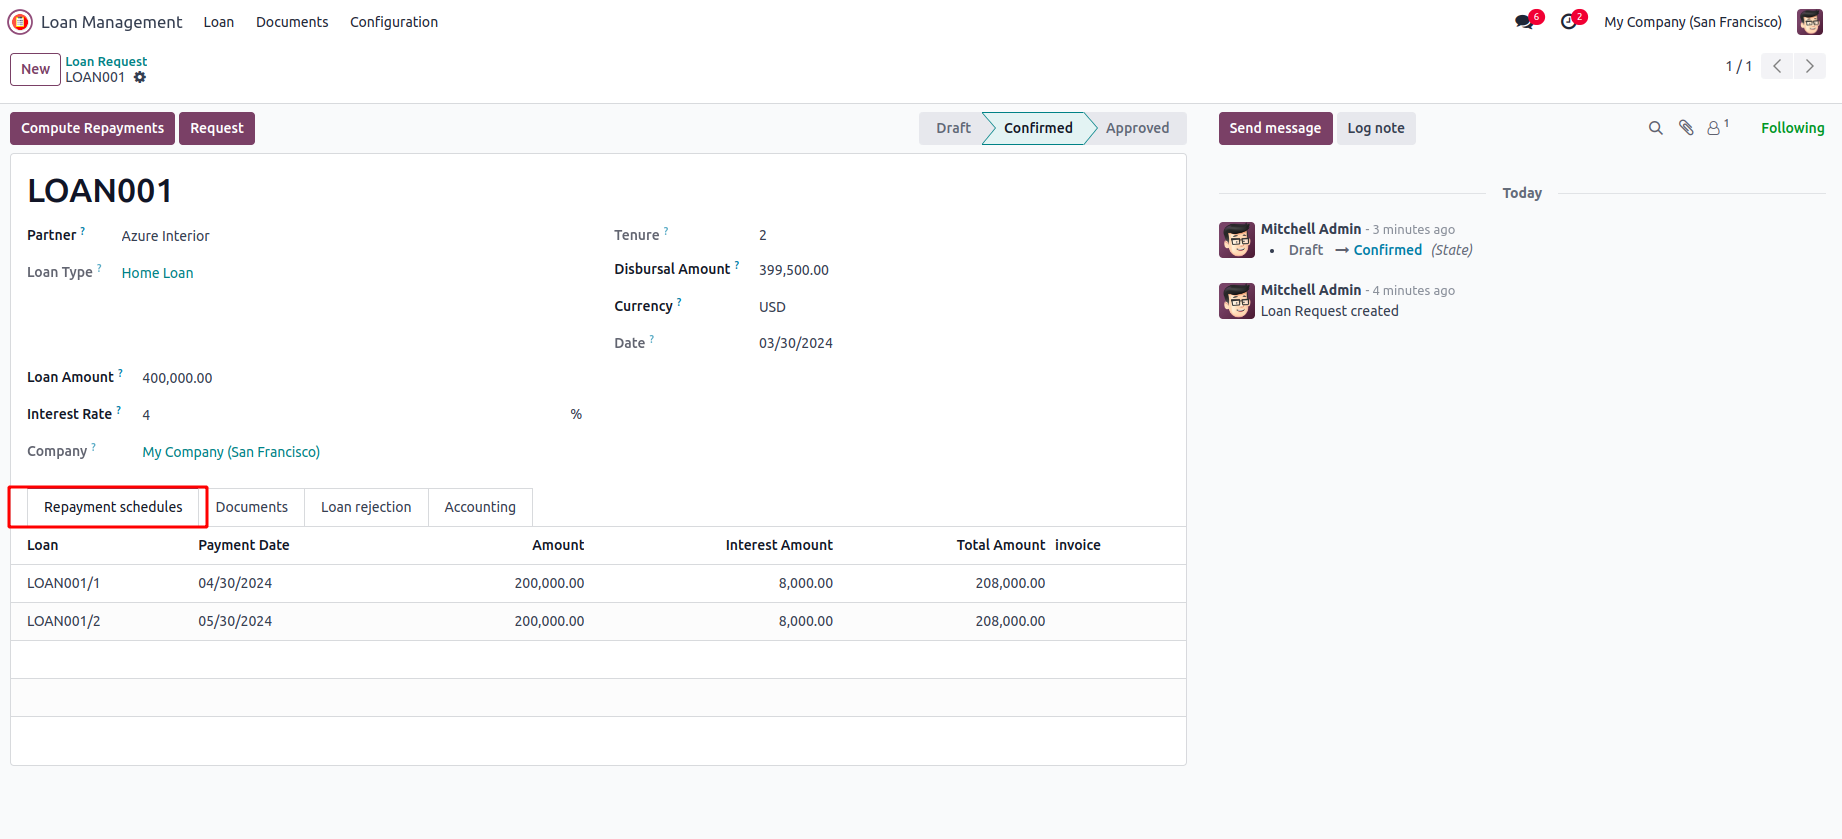 Loan Management Loan Documents Configuration 6 2 My Company (San Francisco)
New Loan Request
LOAN001 1 / 1
Compute Repayments Request Draft Confirmed Approved Send message Log note 1 Following
LOAN001
Partner ? Azure Interior
Loan Type ? Home Loan
Tenure ? 2
Disbursal Amount ? 399,500.00
Currency ? USD
Date ? 03/30/2024
Loan Amount ? 400,000.00
Interest Rate ? 4 %
Company ? My Company (San Francisco)
Repayment schedules Documents Loan rejection Accounting
Loan Payment Date Amount Interest Amount Total Amount invoice
LOAN001/1 04/30/2024 200,000.00 8,000.00 208,000.00
LOAN001/2 05/30/2024 200,000.00 8,000.00 208,000.00
Today
Mitchell Admin - 3 minutes ago
• Draft → Confirmed (State)
Mitchell Admin - 4 minutes ago
Loan Request created